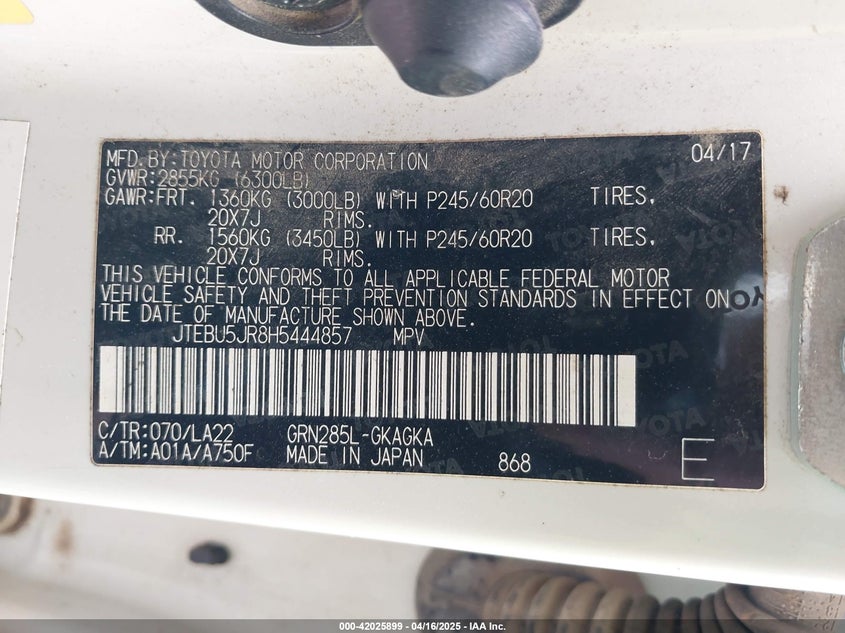 MFD.BY:TOYOTA MOTOR CORPORATION 04/17
GVWR:2855KG (6300LB)
GAWR:FRT. 1360KG (3000LB) WITH P245/60R20 TIRES,
20X7J RIMS.
RR. 1560KG (3450LB) WITH P245/60R20 TIRES,
20X7J RIMS.
THIS VEHICLE CONFORMS TO ALL APPLICABLE FEDERAL MOTOR
VEHICLE SAFETY AND THEFT PREVENTION STANDARDS IN EFFECT ON
THE DATE OF MANUFACTURE SHOWN ABOVE.
JTEBU5JR8H5444857 MPV
C/TR:070/LA22 GRN285L-GKAGKA
A/TM:A01A/A750F MADE IN JAPAN 868 E
000-42025899 - 04/16/2025 - IAA Inc.